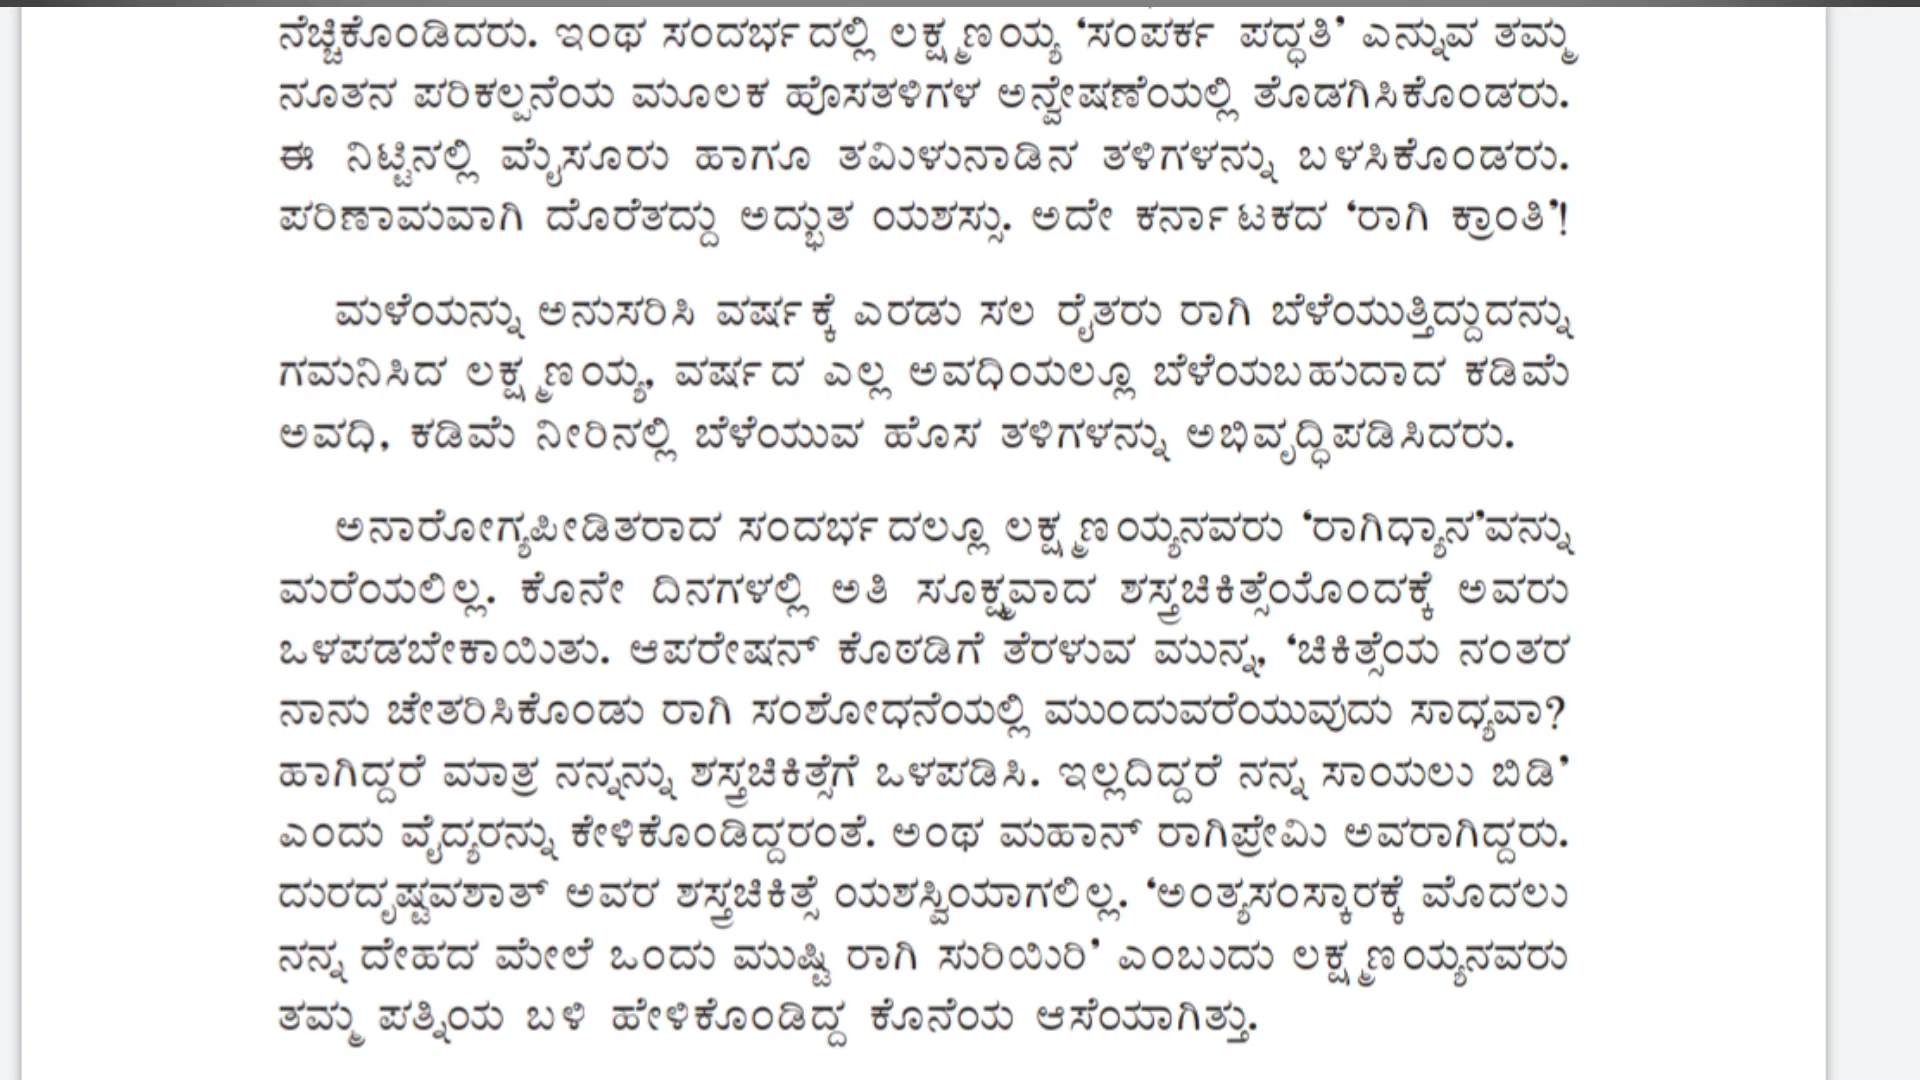 ನೆಚ್ಚಿಕೊಂಡಿದರು. ಇಂಥ ಸಂದರ್ಭದಲ್ಲಿ ಲಕ್ಷ್ಮಣಯ್ಯ ‘ಸಂಪರ್ಕ ಪದ್ಧತಿ’ ಎನ್ನುವ ತಮ್ಮ
ನೂತನ ಪರಿಕಲ್ಪನೆಯ ಮೂಲಕ ಹೊಸತಳಿಗಳ ಅನ್ವೇಷಣೆಯಲ್ಲಿ ತೊಡಗಿಸಿಕೊಂಡರು.
ಈ ನಿಟ್ಟಿನಲ್ಲಿ ಮೈಸೂರು ಹಾಗೂ ತಮಿಳುನಾಡಿನ ತಳಿಗಳನ್ನು ಬಳಸಿಕೊಂಡರು.
ಪರಿಣಾಮವಾಗಿ ದೊರೆತದ್ದು ಅದ್ಭುತ ಯಶಸ್ಸು. ಅದೇ ಕರ್ನಾಟಕದ ‘ರಾಗಿ ಕ್ರಾಂತಿ’!
ಮಳೆಯನ್ನು ಅನುಸರಿಸಿ ವರ್ಷಕ್ಕೆ ಎರಡು ಸಲ ರೈತರು ರಾಗಿ ಬೆಳೆಯುತ್ತಿದ್ದುದನ್ನು
ಗಮನಿಸಿದ ಲಕ್ಷ್ಮಣಯ್ಯ, ವರ್ಷದ ಎಲ್ಲ ಅವಧಿಯಲ್ಲೂ ಬೆಳೆಯಬಹುದಾದ ಕಡಿಮೆ
ಅವಧಿ, ಕಡಿಮೆ ನೀರಿನಲ್ಲಿ ಬೆಳೆಯುವ ಹೊಸ ತಳಿಗಳನ್ನು ಅಭಿವೃದ್ಧಿಪಡಿಸಿದರು.
ಅನಾರೋಗ್ಯಪೀಡಿತರಾದ ಸಂದರ್ಭದಲ್ಲೂ ಲಕ್ಷ್ಮಣಯ್ಯನವರು ‘ರಾಗಿಧ್ಯಾನ’ವನ್ನು
ಮರೆಯಲಿಲ್ಲ. ಕೊನೇ ದಿನಗಳಲ್ಲಿ ಅತಿ ಸೂಕ್ಷ್ಮವಾದ ಶಸ್ತ್ರಚಿಕಿತ್ಸೆಯೊಂದಕ್ಕೆ ಅವರು
ಒಳಪಡಬೇಕಾಯಿತು. ಆಪರೇಷನ್ ಕೊಠಡಿಗೆ ತೆರಳುವ ಮುನ್ನ, ‘ಚಿಕಿತ್ಸೆಯ ನಂತರ
ನಾನು ಚೇತರಿಸಿಕೊಂಡು ರಾಗಿ ಸಂಶೋಧನೆಯಲ್ಲಿ ಮುಂದುವರೆಯುವುದು ಸಾಧ್ಯವಾ?
ಹಾಗಿದ್ದರೆ ಮಾತ್ರ ನನ್ನನ್ನು ಶಸ್ತ್ರಚಿಕಿತ್ಸೆಗೆ ಒಳಪಡಿಸಿ. ಇಲ್ಲದಿದ್ದರೆ ನನ್ನ ಸಾಯಲು ಬಿಡಿ’
ಎಂದು ವೈದ್ಯರನ್ನು ಕೇಳಿಕೊಂಡಿದ್ದರಂತೆ. ಅಂಥ ಮಹಾನ್ ರಾಗಿಪ್ರೇಮಿ ಅವರಾಗಿದ್ದರು.
ದುರದೃಷ್ಟವಶಾತ್ ಅವರ ಶಸ್ತ್ರಚಿಕಿತ್ಸೆ ಯಶಸ್ವಿಯಾಗಲಿಲ್ಲ. ‘ಅಂತ್ಯಸಂಸ್ಕಾರಕ್ಕೆ ಮೊದಲು
ನನ್ನ ದೇಹದ ಮೇಲೆ ಒಂದು ಮುಷ್ಟಿ ರಾಗಿ ಸುರಿಯಿರಿ’ ಎಂಬುದು ಲಕ್ಷ್ಮಣಯ್ಯನವರು
ತಮ್ಮ ಪತ್ನಿಯ ಬಳಿ ಹೇಳಿಕೊಂಡಿದ್ದ ಕೊನೆಯ ಆಸೆಯಾಗಿತ್ತು.